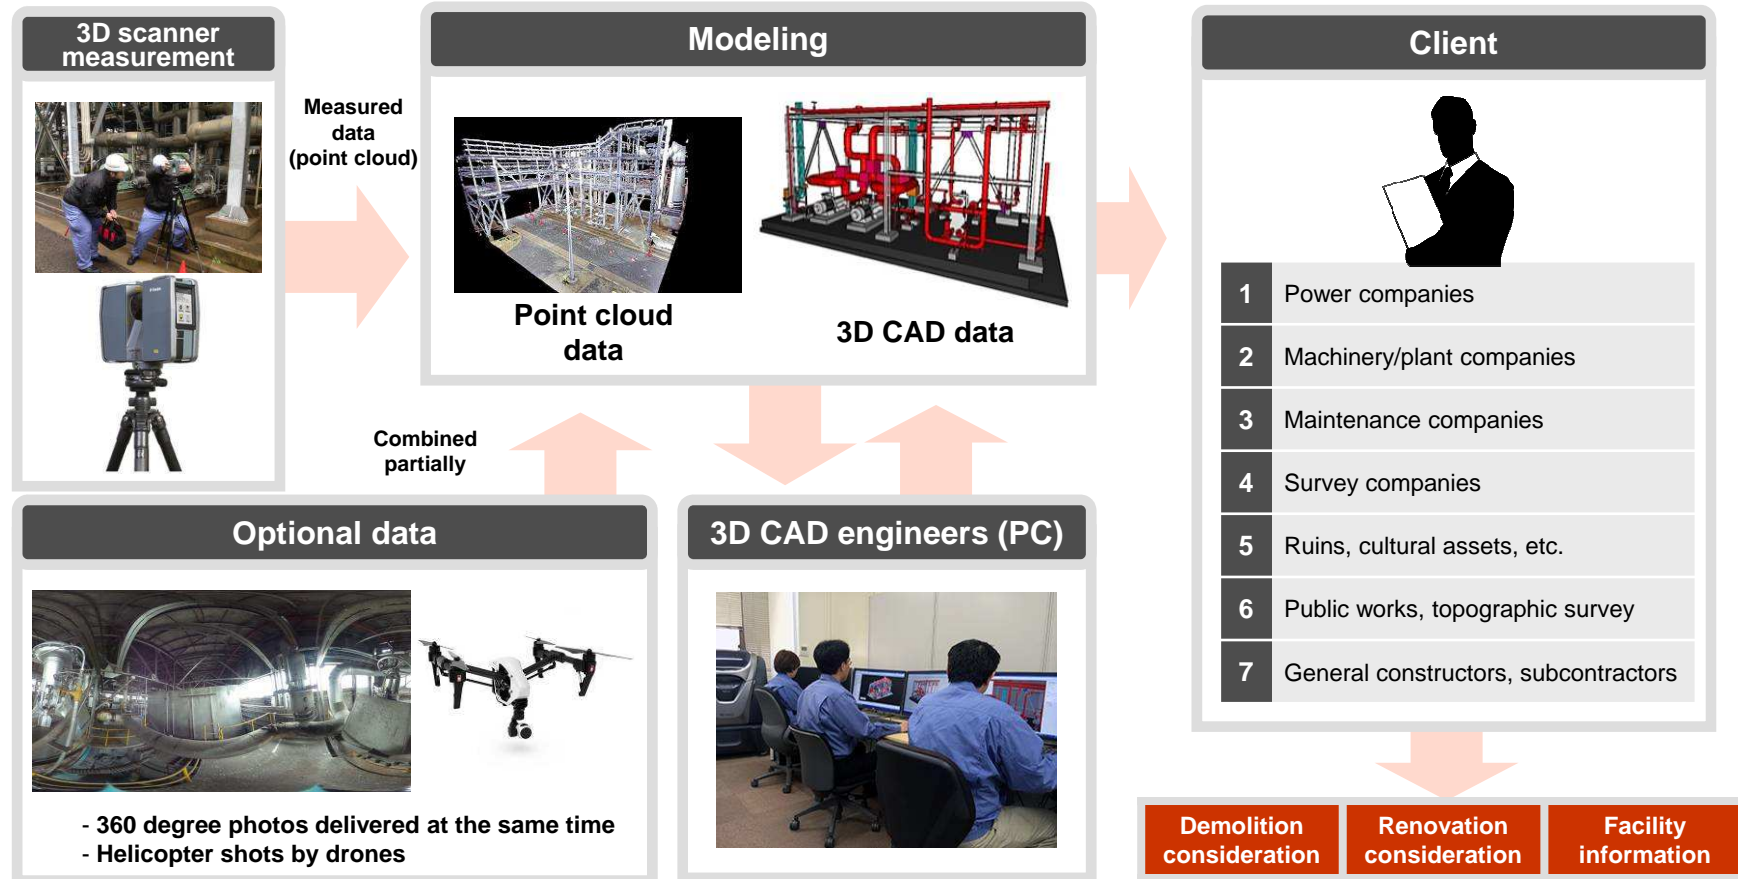 3D scanner
measurement
Measured
data
(point cloud)
Modeling
Point cloud
data
3D CAD data
Combined
partially
Optional data
- 360 degree photos delivered at the same time
- Helicopter shots by drones
3D CAD engineers (PC)
Client
1 Power companies
2 Machinery/plant companies
3 Maintenance companies
4 Survey companies
5 Ruins, cultural assets, etc.
6 Public works, topographic survey
7 General constructors, subcontractors
Demolition
consideration
Renovation
consideration
Facility
information